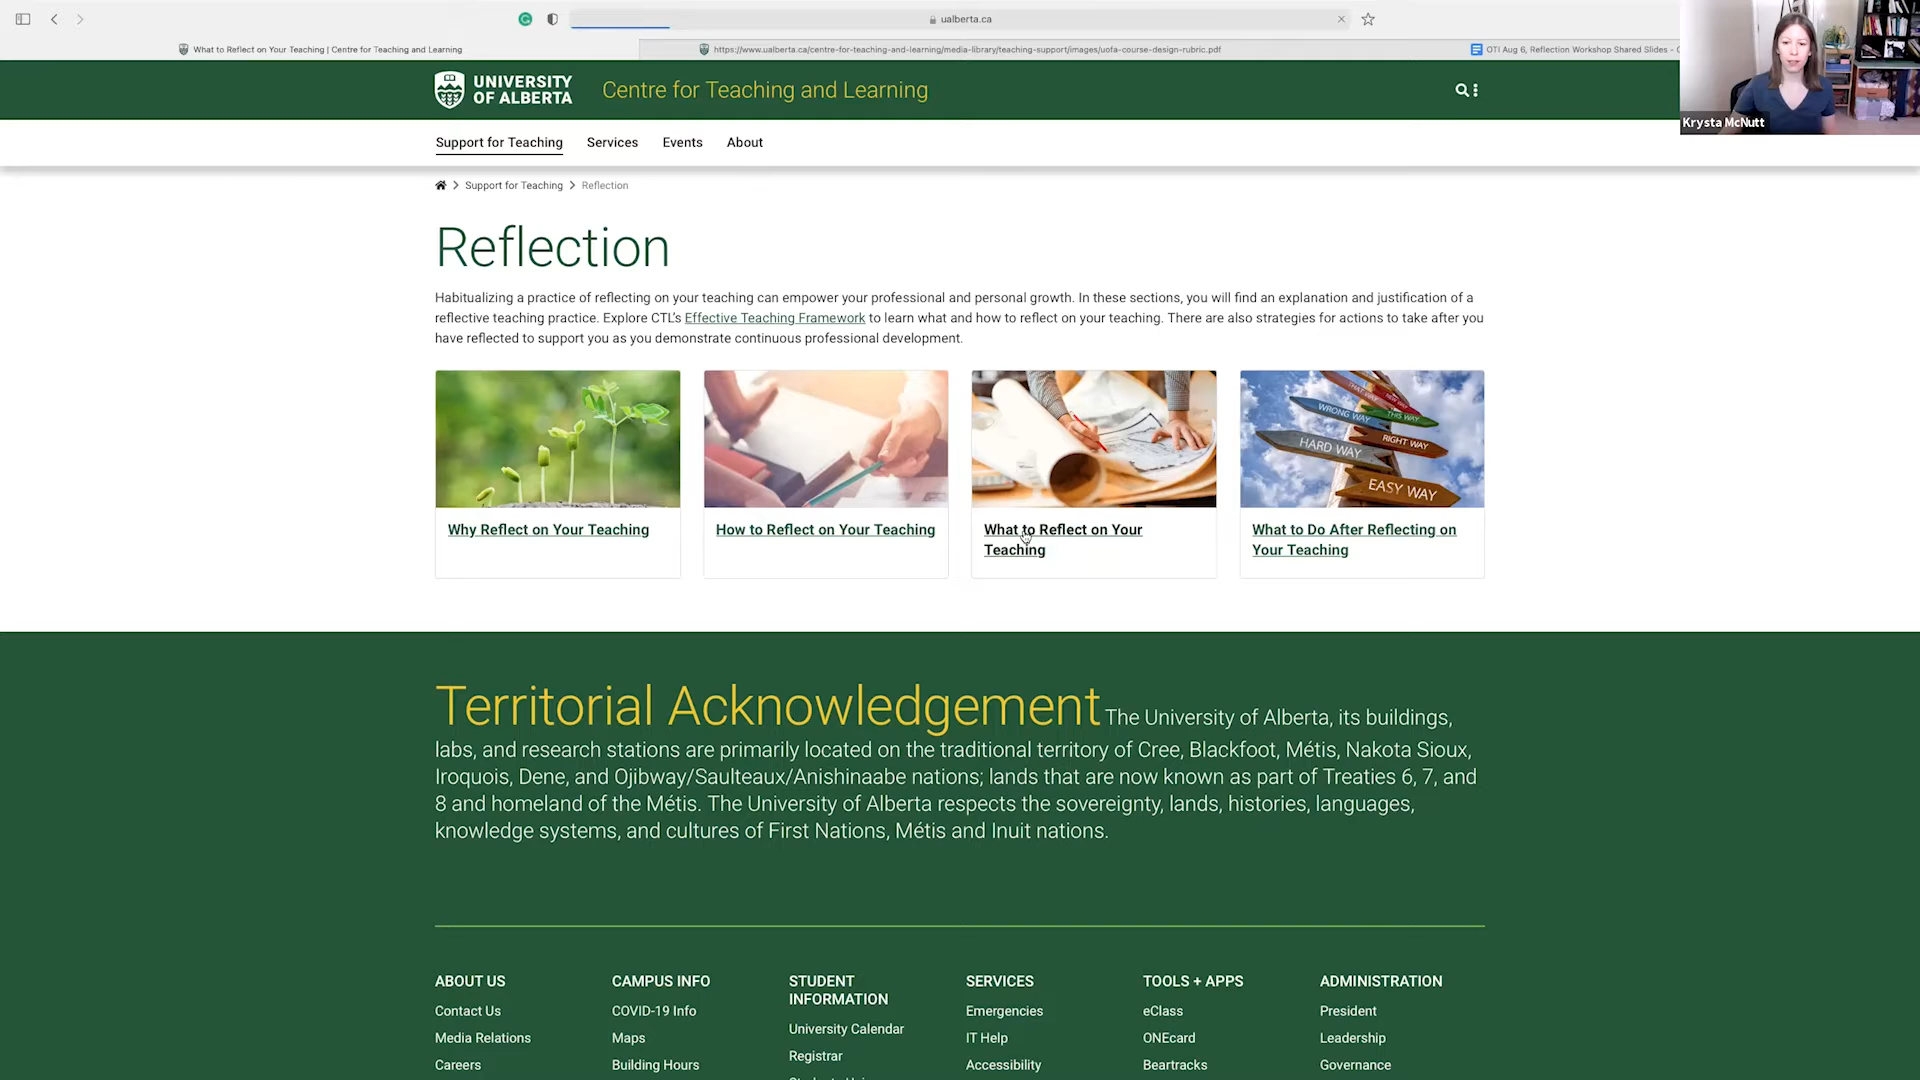 ualberta.ca
What to Reflect on Your Teaching | Centre for Teaching and Learning
https://www.ualberta.ca/centre-for-teaching-and-learning/media-library/teaching-support/images/uofa-course-design-rubric.pdf
OTI Aug 6, Reflection Workshop Shared Slides -
Krysta McNutt
UNIVERSITY
OF ALBERTA
Centre for Teaching and Learning
Support for Teaching
Services
Events
About
Support for Teaching > Reflection
Reflection
Habitualizing a practice of reflecting on your teaching can empower your professional and personal growth. In these sections, you will find an explanation and justification of a
reflective teaching practice. Explore CTL's Effective Teaching Framework to learn what and how to reflect on your teaching. There are also strategies for actions to take after you
have reflected to support you as you demonstrate continuous professional development.
WRONG WAY
THIS WAY
HARD WAY
RIGHT WAY
EASY WAY
Why Reflect on Your Teaching
How to Reflect on Your Teaching
What to Reflect on Your
Teaching
What to Do After Reflecting on
Your Teaching
Territorial Acknowledgement The University of Alberta, its buildings,
labs, and research stations are primarily located on the traditional territory of Cree, Blackfoot, Métis, Nakota Sioux,
Iroquois, Dene, and Ojibway/Saulteaux/Anishinaabe nations; lands that are now known as part of Treaties 6, 7, and
8 and homeland of the Métis. The University of Alberta respects the sovereignty, lands, histories, languages,
knowledge systems, and cultures of First Nations, Métis and Inuit nations.
ABOUT US
Contact Us
Media Relations
Careers
CAMPUS INFO
COVID-19 Info
Maps
Building Hours
STUDENT
INFORMATION
University Calendar
Registrar
SERVICES
Emergencies
IT Help
Accessibility
TOOLS + APPS
eClass
ONEcard
Beartracks
ADMINISTRATION
President
Leadership
Governance